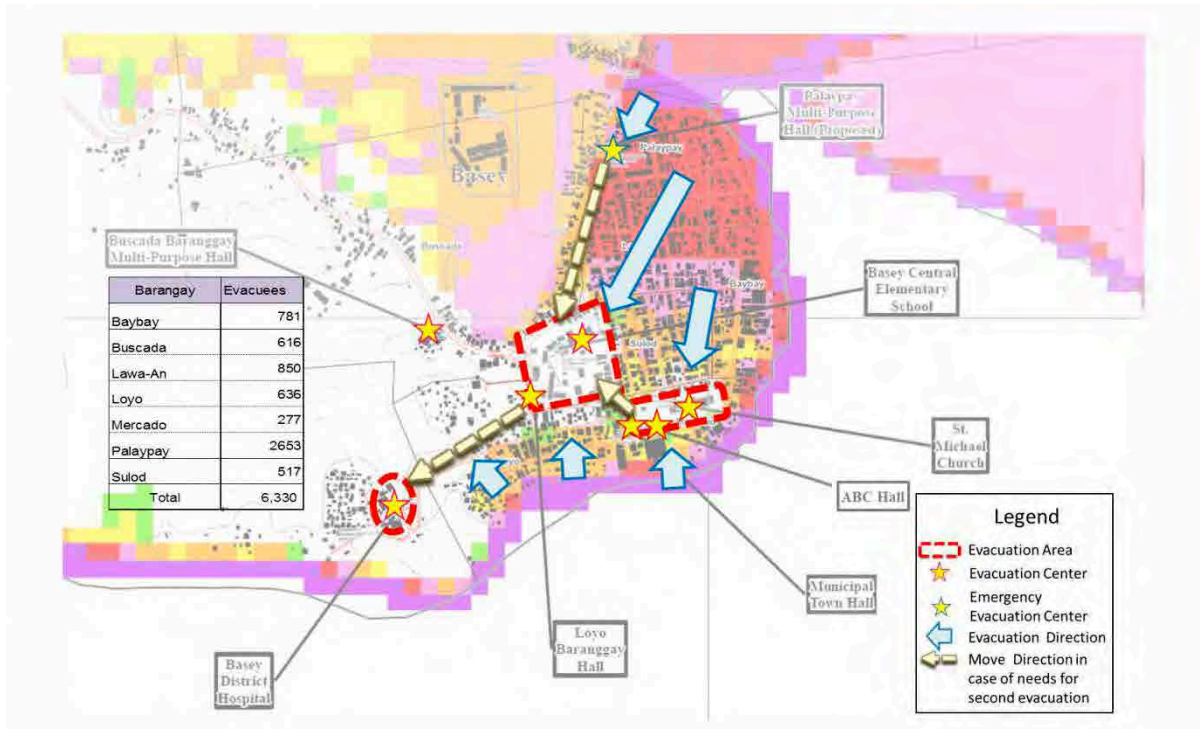 Palaypay
Multi-Purpose
Hall (Proposed)
Palaypay
Basey
Buscada Baranggay
Multi-Purpose Hall
Buscada
Basey Central
Elementary
School
Baybay
Sulod
Barangay Evacuees
Baybay 781
Buscada 616
Lawa-An 850
Loyo 636
Mercado 277
Palaypay 2653
Sulod 517
Total 6,330
St.
Michael
Church
ABC Hall
Municipal
Town Hall
Loyo
Baranggay
Hall
Basey
District
Hospital
Legend
Evacuation Area
Evacuation Center
Emergency
Evacuation Center
Evacuation Direction
Move Direction in
case of needs for
second evacuation